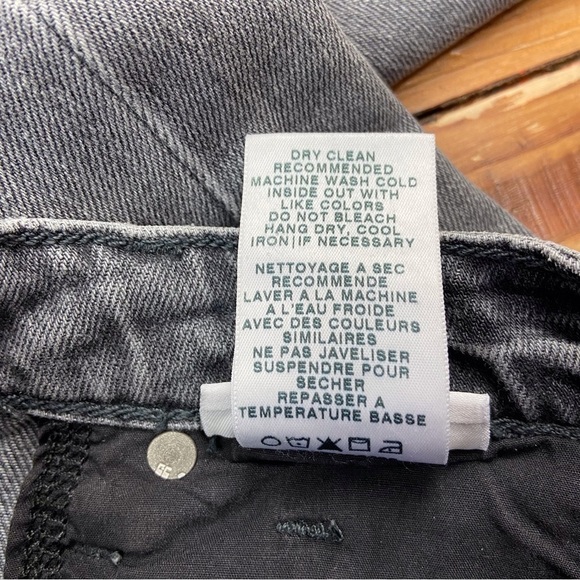 DRY CLEAN
RECOMMENDED
MACHINE WASH COLD
INSIDE OUT WITH
LIKE COLORS
DO NOT BLEACH
HANG DRY, COOL
IRON|IF NECESSARY
NETTOYAGE A SEC
RECOMMENDE
LAVER A LA MACHINE
A L'EAU FROIDE
AVEC DES COULEURS
SIMILAIRES
NE PAS JAVELISER
SUSPENDRE POUR
SECHER
REPASSER A
TEMPERATURE BASSE